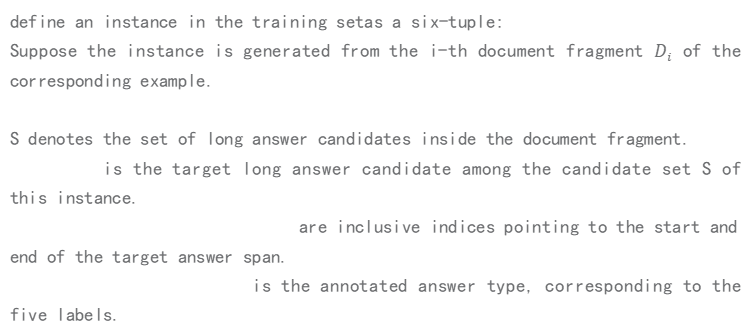 define an instance in the training setas a six-tuple:
Suppose the instance is generated from the i-th document fragment D_i of the
corresponding example.
S denotes the set of long answer candidates inside the document fragment.
is the target long answer candidate among the candidate set S of
this instance.
are inclusive indices pointing to the start and
end of the target answer span.
is the annotated answer type, corresponding to the
five labels.